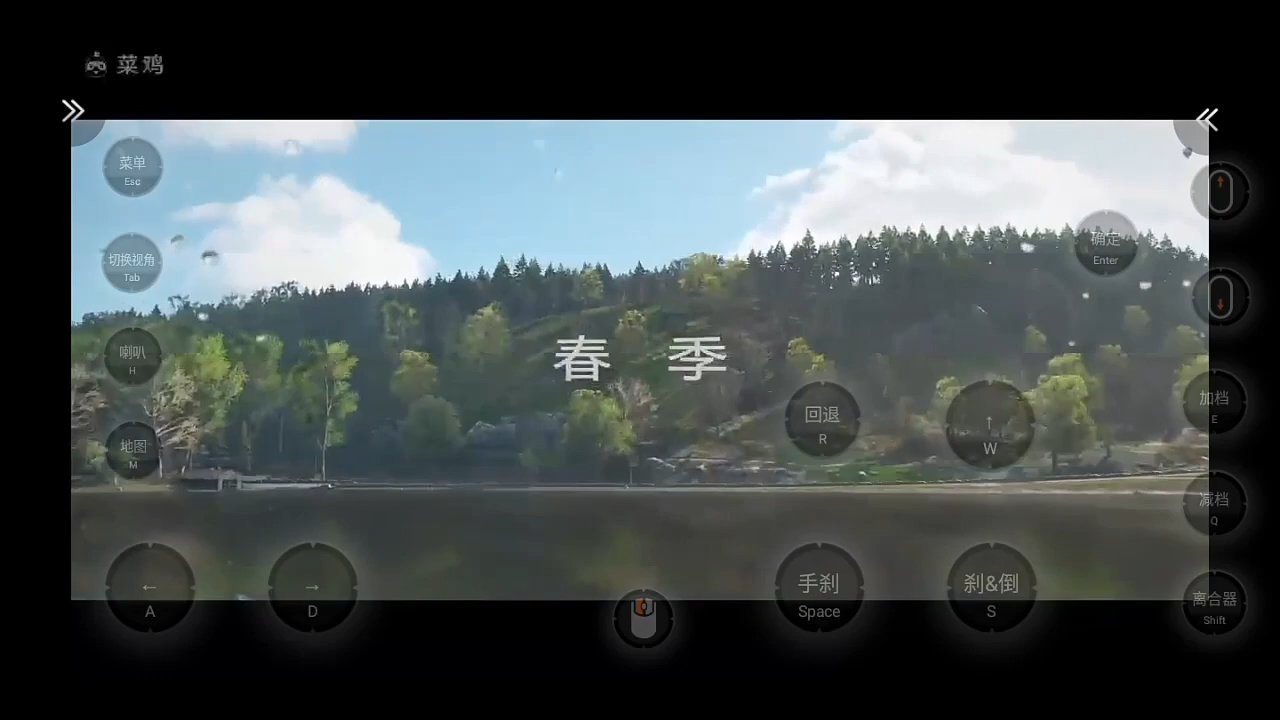 菜鸡
菜单
Esc
切换视角
Tab
确定
Enter
喇叭
H
春 季
加档
E
回退
R
↑
W
地图
M
减档
Q
←
A
→
D
手刹
Space
刹&倒
S
离合器
Shift